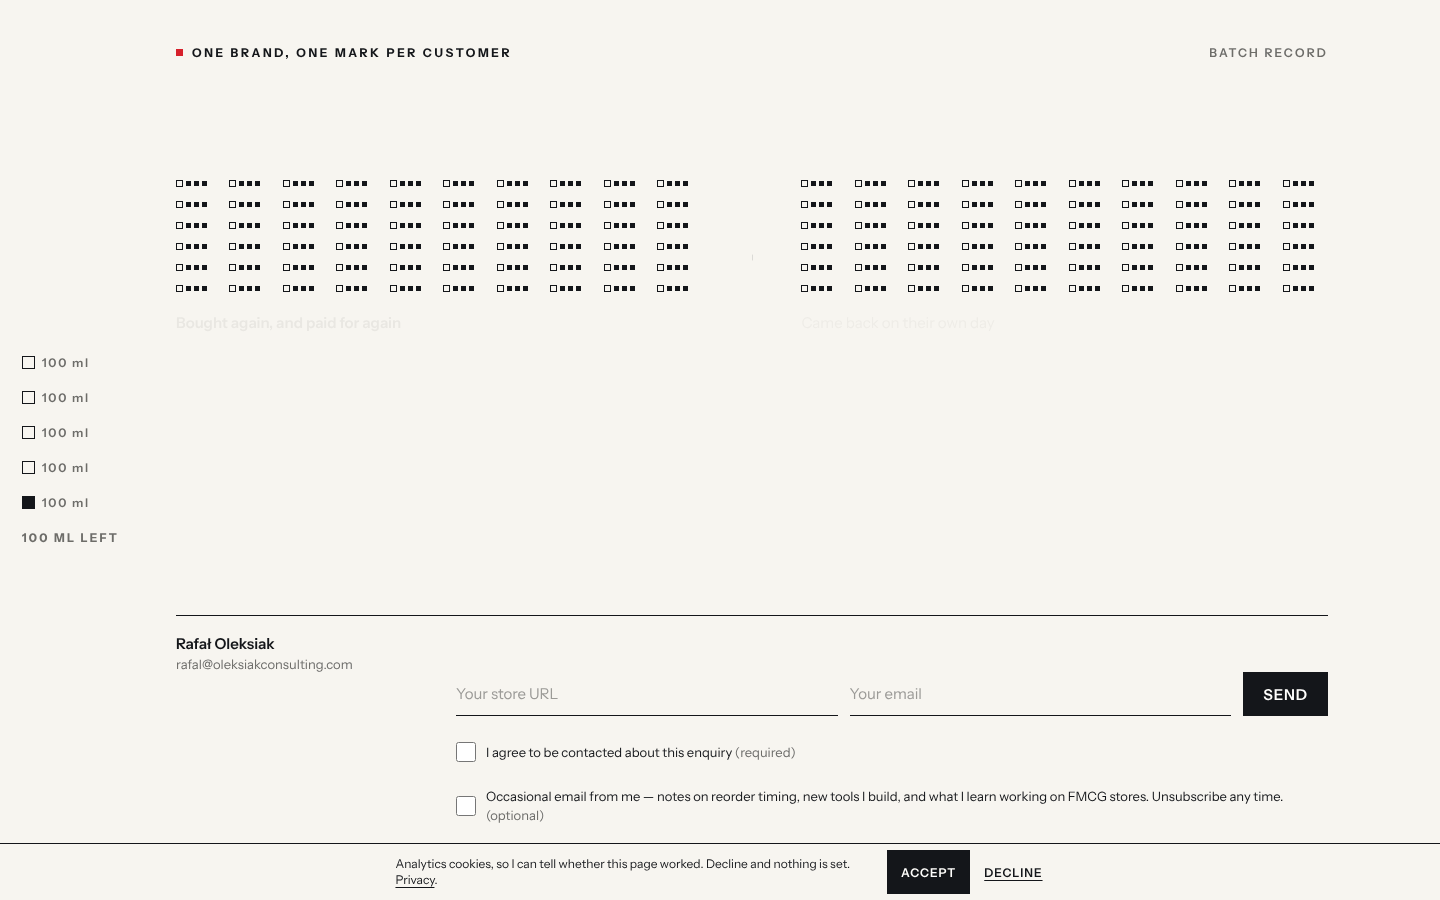 ONE BRAND, ONE MARK PER CUSTOMER
BATCH RECORD
Bought again, and paid for again
Came back on their own day
100 ml
100 ml
100 ml
100 ml
100 ml
100 ML LEFT
Rafał Oleksiak
rafal@oleksiakconsulting.com
Your store URL
Your email
SEND
I agree to be contacted about this enquiry (required)
Occasional email from me — notes on reorder timing, new tools I build, and what I learn working on FMCG stores. Unsubscribe any time.
(optional)
Analytics cookies, so I can tell whether this page worked. Decline and nothing is set.
Privacy.
ACCEPT
DECLINE